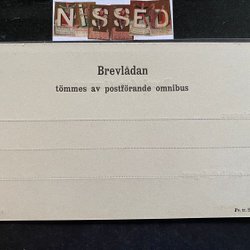 NISSED
Brevlådan
tömmes av postförande omnibus